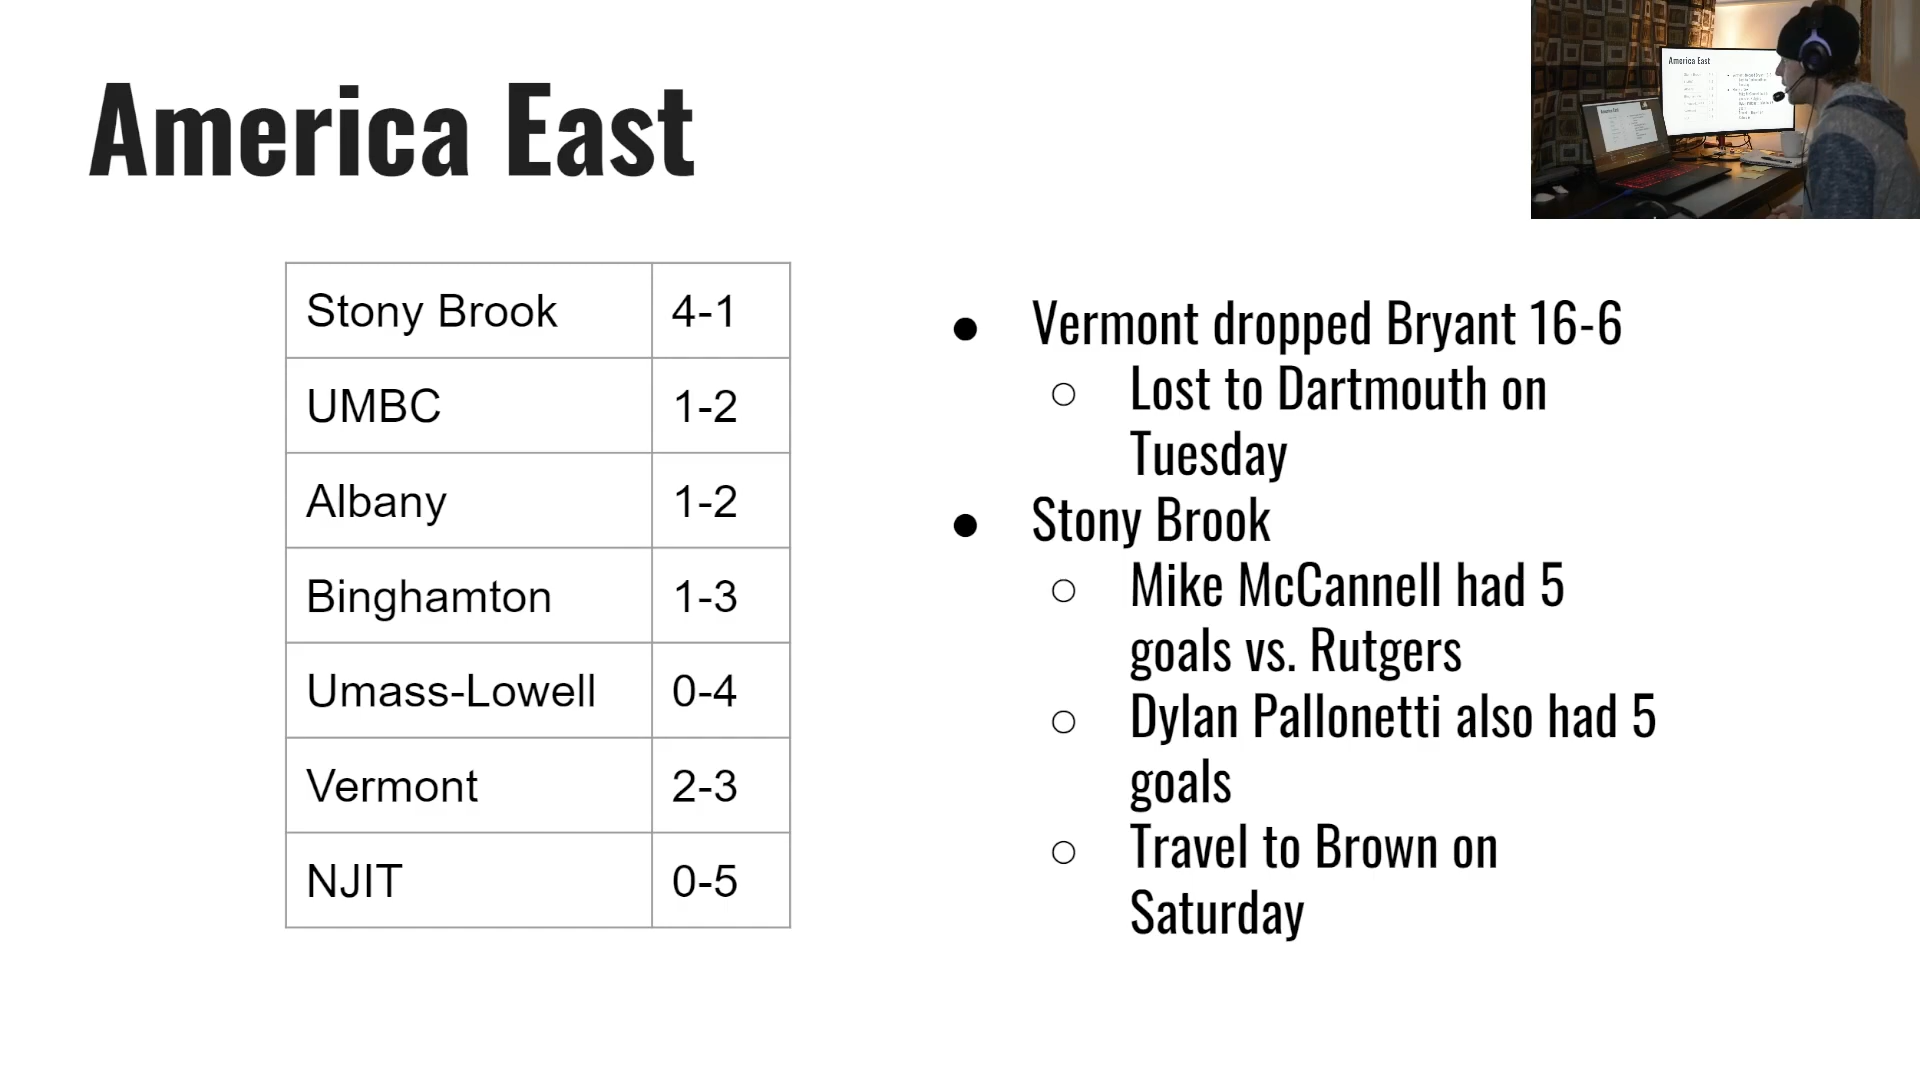 America East
Stony Brook 4-1
UMBC 1-2
Albany 1-2
Binghamton 1-3
Umass-Lowell 0-4
Vermont 2-3
NJIT 0-5
● Vermont dropped Bryant 16-6
○ Lost to Dartmouth on
Tuesday
● Stony Brook
○ Mike McCannell had 5
goals vs. Rutgers
○ Dylan Pallonetti also had 5
goals
○ Travel to Brown on
Saturday
America East